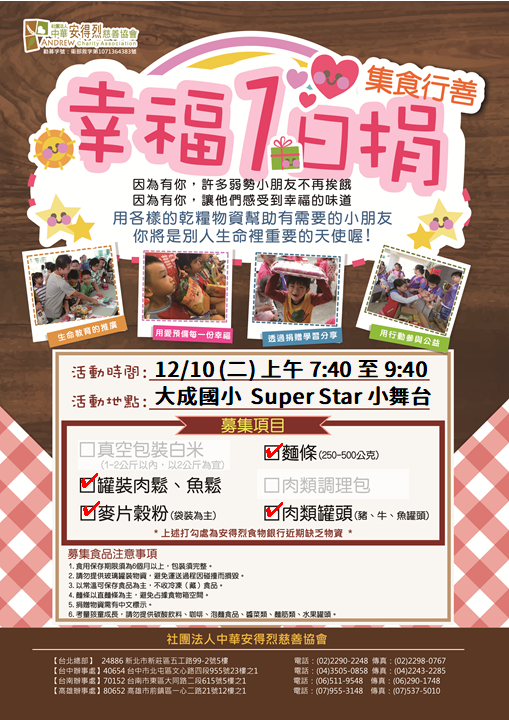 社團法人
中華安得烈慈善協會
ANDREW Charity Association
勸募字號：衛部救字第1071364383號
集食行善
幸福1日捐
因為有你，許多弱勢小朋友不再挨餓
因為有你，讓他們感受到幸福的味道
用各樣的乾糧物資幫助有需要的小朋友
你將是別人生命裡重要的天使喔！
生命教育的推廣
用愛預備每一份幸福
透過捐贈學習分享
用行動參與公益
活動時間： 12/10 (二) 上午 7:40 至 9:40
活動地點： 大成國小 Super Star 小舞台
募集項目
□真空包裝白米
(1-2公斤以內，以2公斤為宜)
☑麵條(250-500公克)
☑罐裝肉鬆、魚鬆
□肉類調理包
☑麥片穀粉(袋裝為主)
☑肉類罐頭(豬、牛、魚罐頭)
* 上述打勾處為安得烈食物銀行近期缺乏物資 *
募集食品注意事項
1. 食用保存期限須為6個月以上，包裝須完整。
2. 請勿提供玻璃罐裝物資，避免運送過程因碰撞而損毀。
3. 以常溫可保存食品為主，不收冷凍（藏）食品。
4. 麵條以直麵條為主，避免占據食物箱空間。
5. 捐贈物資需有中文標示。
6. 考量孩童成長，請勿提供碳酸飲料、咖啡、泡麵食品、醬菜類、麵筋類、水果罐頭。
社團法人中華安得烈慈善協會
【台北總部】 24886 新北市新莊區五工路99-2號5樓 電話：(02)2290-2248 傳真：(02)2298-0767
【台中辦事處】40654 台中市北屯區文心路四段955號23樓之1 電話：(04)3505-0858 傳真：(04)2243-2285
【台南辦事處】70152 台南市東區大同路二段615號5樓之1 電話：(06)511-9548 傳真：(06)290-1748
【高雄辦事處】80652 高雄市前鎮區一心二路21號12樓之1 電話：(07)955-3148 傳真：(07)537-5010